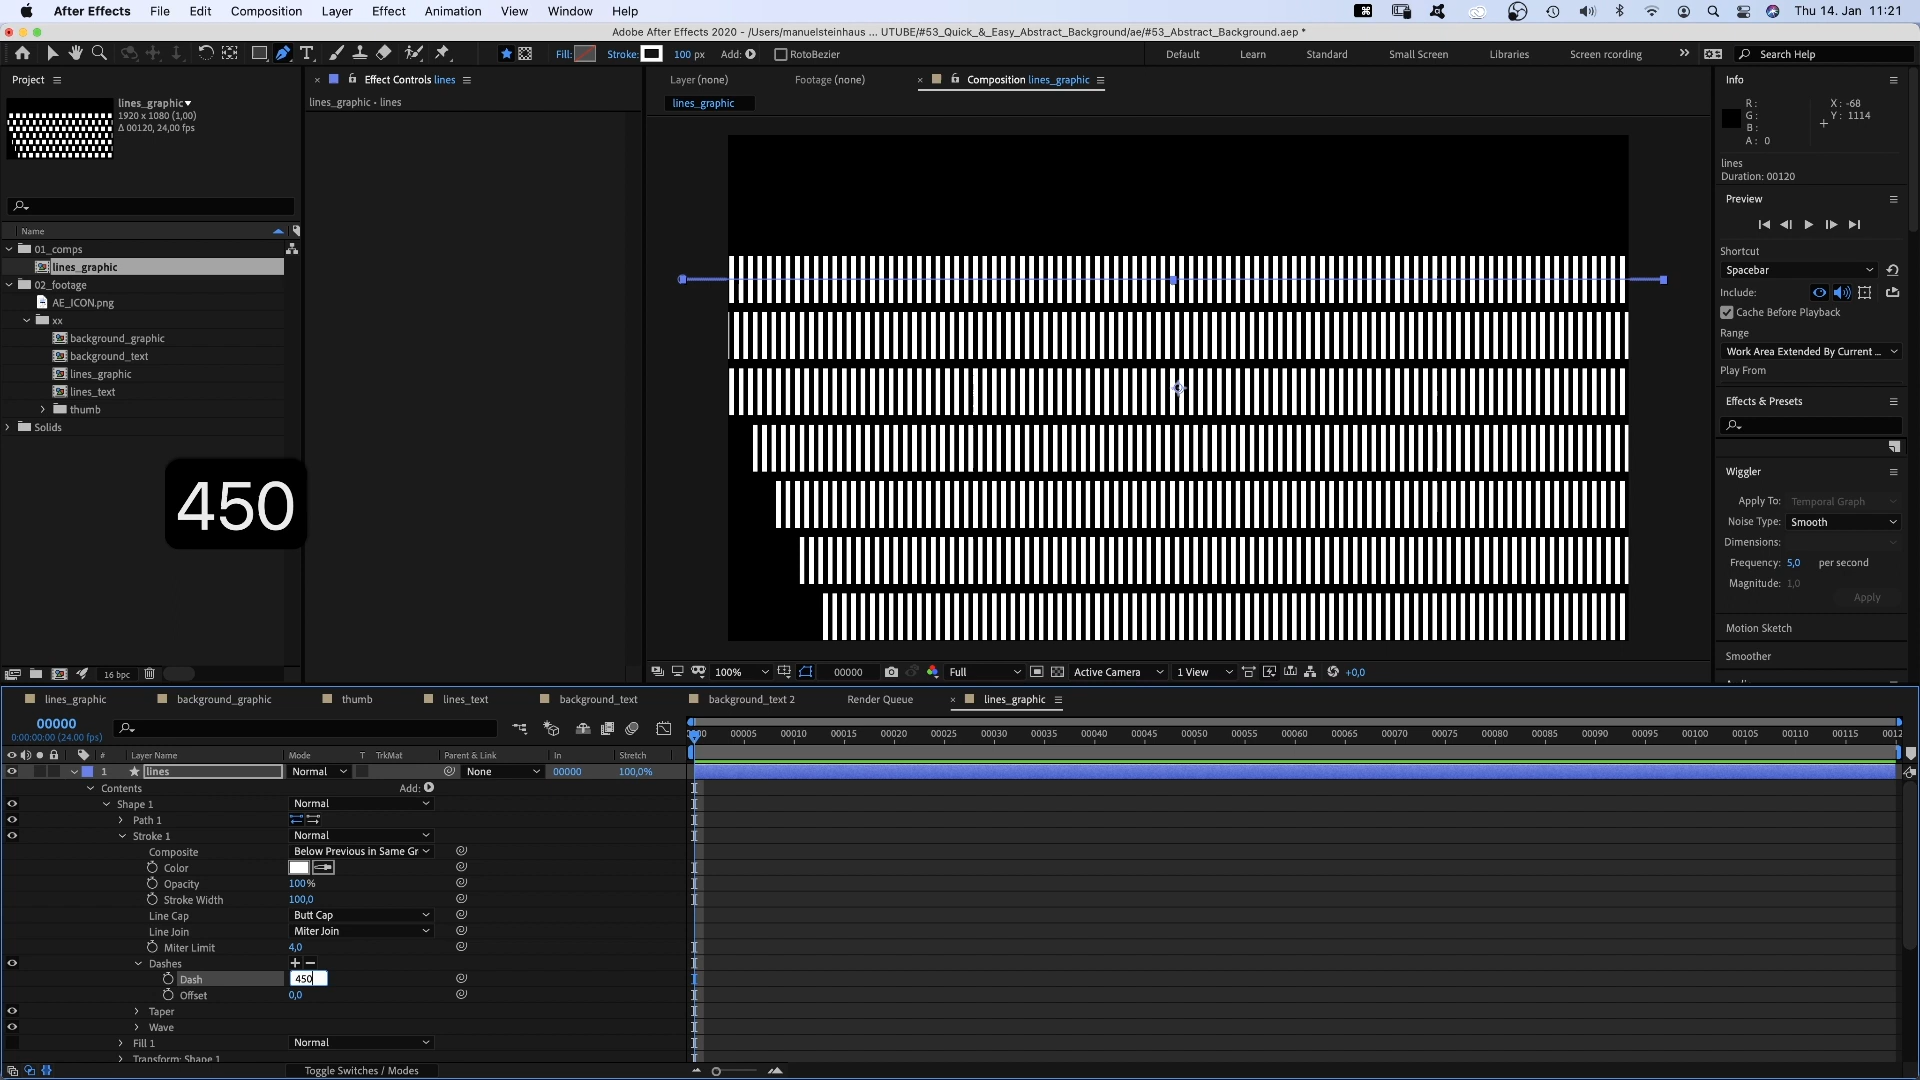 After Effects File Edit Composition Layer Effect Animation View Window Help Thu 14. Jan 11:21
Adobe After Effects 2020 - /Users/manuelsteinhaus ... UTUBE/#53_Quick_&_Easy_Abstract_Background/ae/#53_Abstract_Background.aep *
Fill: Stroke: 100 px Add: RotoBezier Default Learn Standard Small Screen Libraries Screen recording Search Help
Project
lines_graphic
1920 x 1080 (1,00)
Δ 00120, 24,00 fps)
Name
01_comps
lines_graphic
02_footage
AE_ICON.png
xx
background_graphic
background_text
lines_graphic
lines_text
thumb
Solids
450
16 bpc
Effect Controls lines
lines_graphic • lines
Layer (none) Footage (none) Composition lines_graphic
lines_graphic
100% 00000 Full Active Camera 1 View +0,0
Info
R: X: -68
G: Y: 1114
B:
A: 0
lines
Duration: 00120
Preview
Shortcut
Spacebar
Include:
Cache Before Playback
Range
Work Area Extended By Current ...
Play From
Effects & Presets
Wiggler
Apply To: Temporal Graph
Noise Type: Smooth
Dimensions:
Frequency: 5,0 per second
Magnitude: 1,0
Apply
Motion Sketch
Smoother
lines_graphic background_graphic thumb lines_text background_text background_text 2 Render Queue lines_graphic
00000
0:00:00:00 (24.00 fps)
00005 00010 00015 00020 00025 00030 00035 00040 00045 00050 00055 00060 00065 00070 00075 00080 00085 00090 00095 00100 00105 00110 00115
# Layer Name Mode T TrkMat Parent & Link In Stretch
1 lines Normal None 00000 100,0%
Contents Add:
Shape 1 Normal
Path 1
Stroke 1 Normal
Composite Below Previous in Same Gr
Color
Opacity 100%
Stroke Width 100,0
Line Cap Butt Cap
Line Join Miter Join
Miter Limit 4,0
Dashes + −
Dash 450
Offset 0,0
Taper
Wave
Fill 1 Normal
Transform: Shape 1
Toggle Switches / Modes